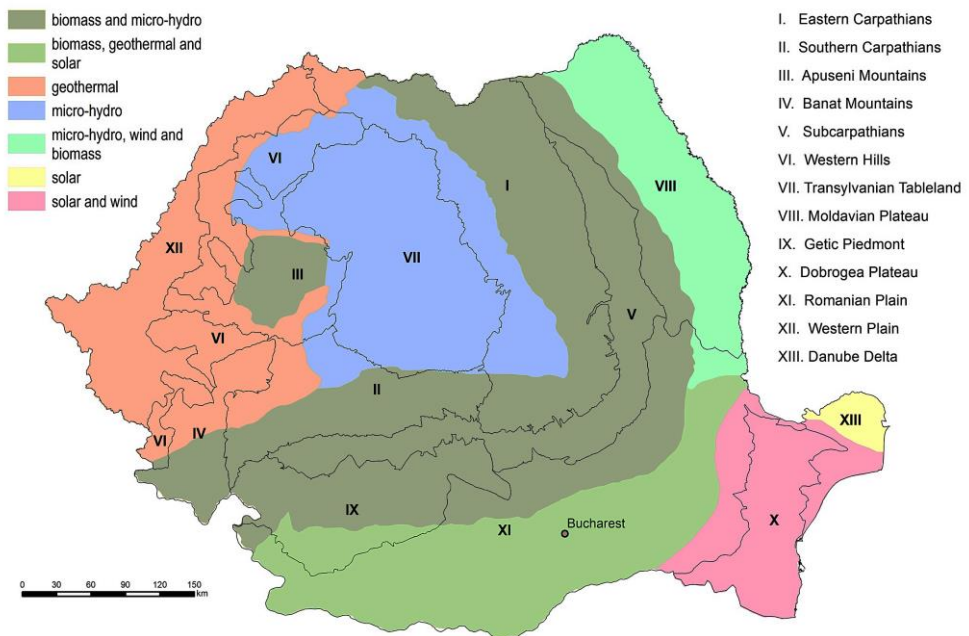 biomass and micro-hydro
biomass, geothermal and
solar
geothermal
micro-hydro
micro-hydro, wind and
biomass
solar
solar and wind
I. Eastern Carpathians
II. Southern Carpathians
III. Apuseni Mountains
IV. Banat Mountains
V. Subcarpathians
VI. Western Hills
VII. Transylvanian Tableland
VIII. Moldavian Plateau
IX. Getic Piedmont
X. Dobrogea Plateau
XI. Romanian Plain
XII. Western Plain
XIII. Danube Delta
VI
I
VIII
XII
VII
III
V
VI
II
XIII
IV
VI
IX
XI
Bucharest
X
0 30 60 90 120 150
km